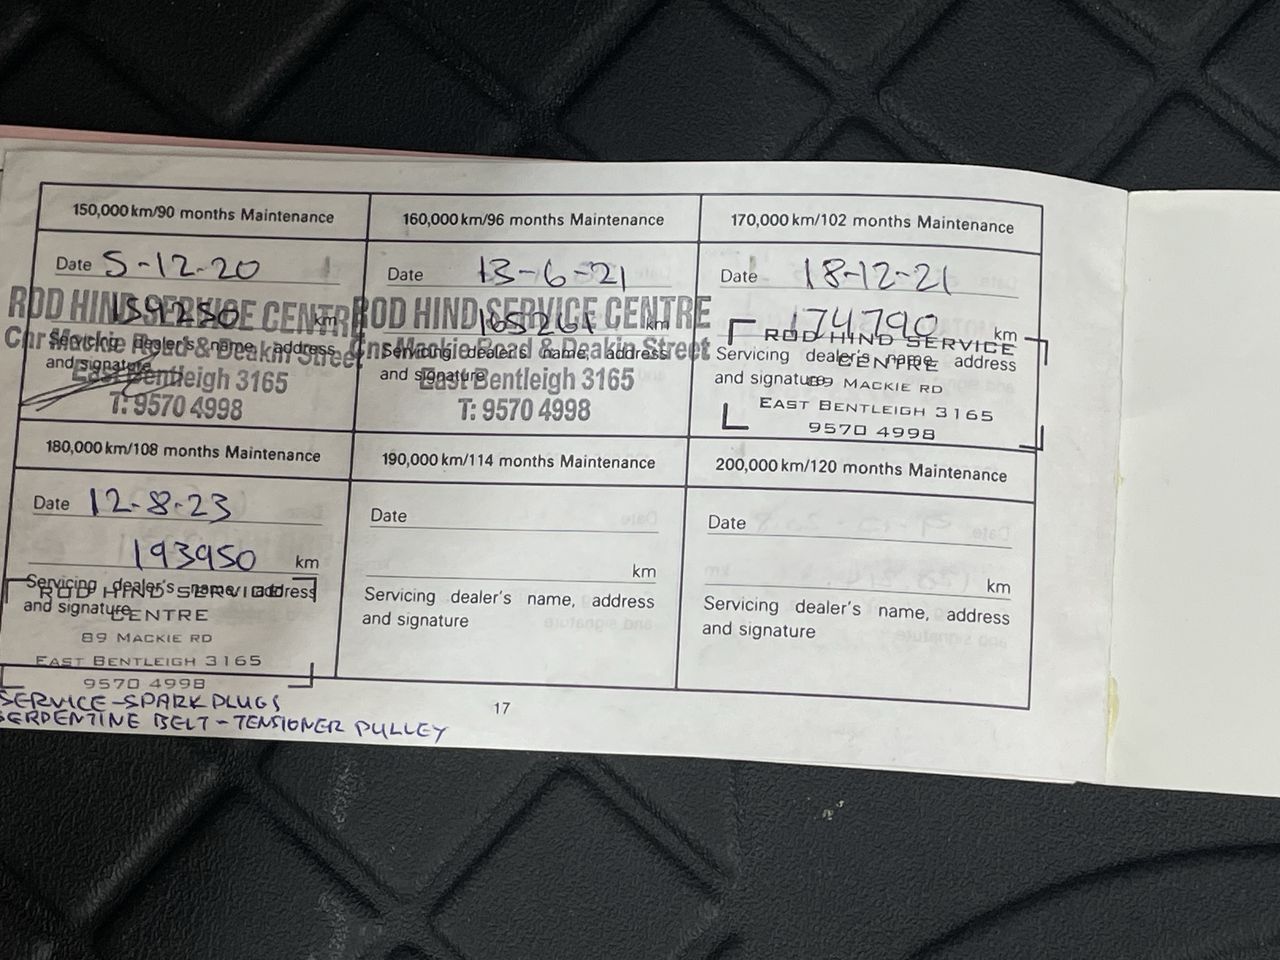 150,000 km/90 months Maintenance
Date 5-12-20
159250 km
Servicing dealer's name, address
and signature
ROD HIND SERVICE CENTRE
Cnr Mackie Road & Deakin Street
East Bentleigh 3165
T: 9570 4998
160,000 km/96 months Maintenance
Date 13-6-21
165261 km
Servicing dealer's name, address
and signature
ROD HIND SERVICE CENTRE
Cnr Mackie Road & Deakin Street
East Bentleigh 3165
T: 9570 4998
170,000 km/102 months Maintenance
Date 18-12-21
174790 km
Servicing dealer's name, address
and signature
ROD HIND SERVICE
CENTRE
89 MACKIE RD
EAST BENTLEIGH 3165
9570 4998
180,000 km/108 months Maintenance
Date 12-8-23
193950 km
Servicing dealer's name, address
and signature
ROD HIND SERVICE
CENTRE
89 MACKIE RD
EAST BENTLEIGH 3165
9570 4998
190,000 km/114 months Maintenance
Date
km
Servicing dealer's name, address
and signature
200,000 km/120 months Maintenance
Date
km
Servicing dealer's name, address
and signature
SERVICE-SPARK PLUGS
SERPENTINE BELT-TENSIONER PULLEY
17